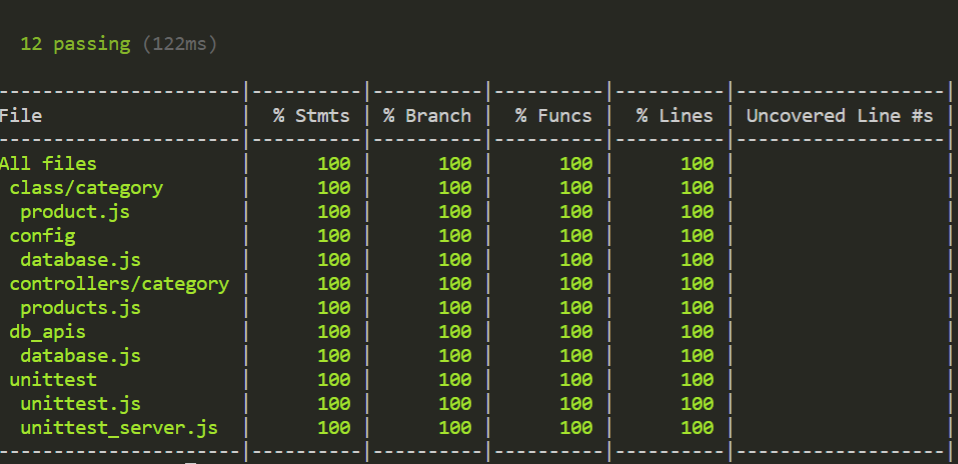 12 passing (122ms)
----------------------|----------|----------|----------|----------|-------------------|
File                  |  % Stmts | % Branch |  % Funcs |  % Lines | Uncovered Line #s |
----------------------|----------|----------|----------|----------|-------------------|
All files             |      100 |      100 |      100 |      100 |                   |
 class/category       |      100 |      100 |      100 |      100 |                   |
  product.js          |      100 |      100 |      100 |      100 |                   |
 config               |      100 |      100 |      100 |      100 |                   |
  database.js         |      100 |      100 |      100 |      100 |                   |
 controllers/category |      100 |      100 |      100 |      100 |                   |
  products.js         |      100 |      100 |      100 |      100 |                   |
 db_apis              |      100 |      100 |      100 |      100 |                   |
  database.js         |      100 |      100 |      100 |      100 |                   |
 unittest             |      100 |      100 |      100 |      100 |                   |
  unittest.js         |      100 |      100 |      100 |      100 |                   |
  unittest_server.js  |      100 |      100 |      100 |      100 |                   |
----------------------|----------|----------|----------|----------|-------------------|